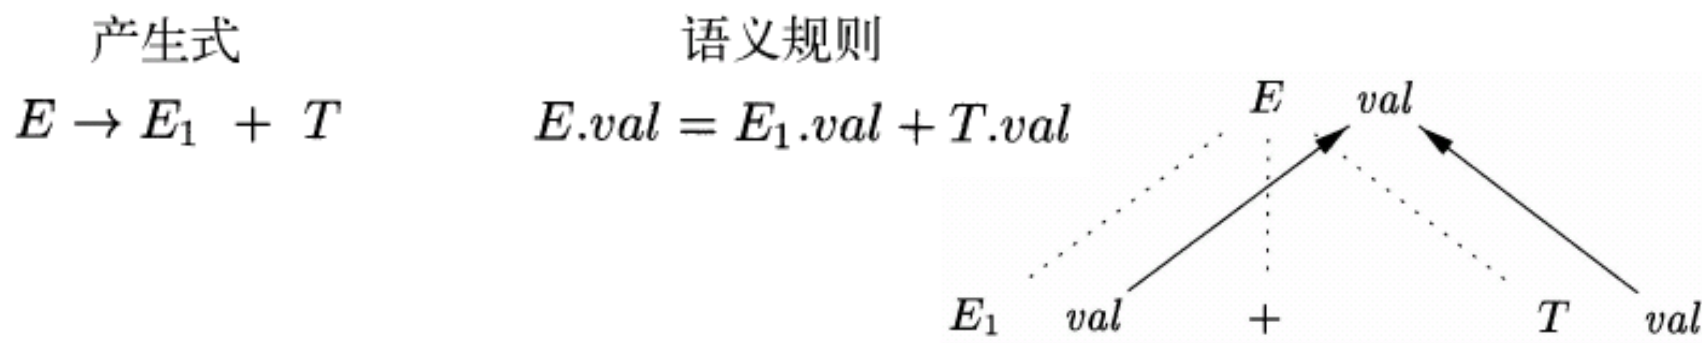 产生式 语义规则
E → E₁ + T E.val = E₁.val + T.val
E val
E₁ val + T val